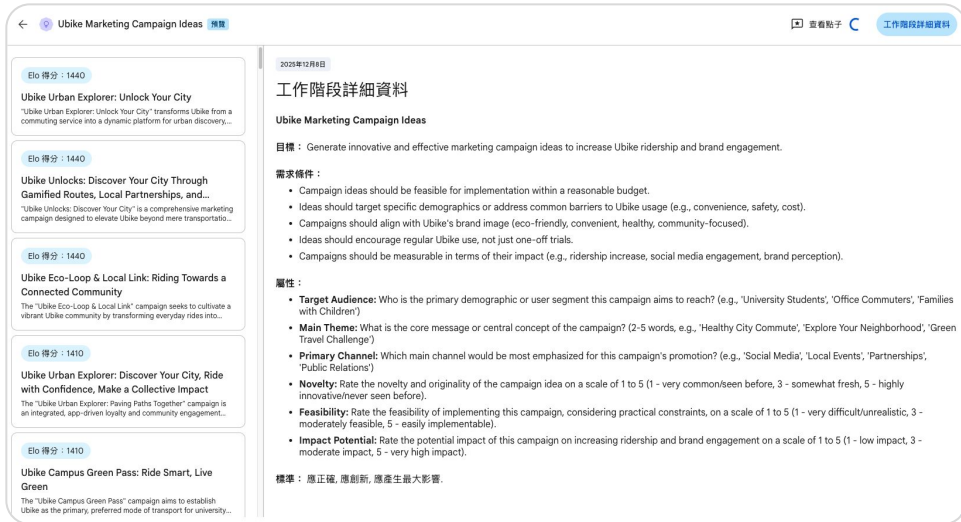 Ubike Marketing Campaign Ideas 預覽
查看點子
工作階段詳細資料
Elo 得分：1440
Ubike Urban Explorer: Unlock Your City
"Ubike Urban Explorer: Unlock Your City" transforms Ubike from a
commuting service into a dynamic platform for urban discovery,...
Elo 得分：1440
Ubike Unlocks: Discover Your City Through
Gamified Routes, Local Partnerships, and...
"Ubike Unlocks: Discover Your City" is a comprehensive marketing
campaign designed to elevate Ubike beyond mere transportatio...
Elo 得分：1440
Ubike Eco-Loop & Local Link: Riding Towards a
Connected Community
The "Ubike Eco-Loop & Local Link" campaign seeks to cultivate a
vibrant Ubike community by transforming everyday rides into...
Elo 得分：1410
Ubike Urban Explorer: Discover Your City, Ride
with Confidence, Make a Collective Impact
The "Ubike Urban Explorer: Paving Paths Together" campaign is
an integrated, app-driven loyalty and community engagement...
Elo 得分：1410
Ubike Campus Green Pass: Ride Smart, Live
Green
The "Ubike Campus Green Pass" campaign aims to establish
Ubike as the primary, preferred mode of transport for university...
2025年12月8日
工作階段詳細資料
Ubike Marketing Campaign Ideas
目標： Generate innovative and effective marketing campaign ideas to increase Ubike ridership and brand engagement.
需求條件：
• Campaign ideas should be feasible for implementation within a reasonable budget.
• Ideas should target specific demographics or address common barriers to Ubike usage (e.g., convenience, safety, cost).
• Campaigns should align with Ubike's brand image (eco-friendly, convenient, healthy, community-focused).
• Ideas should encourage regular Ubike use, not just one-off trials.
• Campaigns should be measurable in terms of their impact (e.g., ridership increase, social media engagement, brand perception).
屬性：
• Target Audience: Who is the primary demographic or user segment this campaign aims to reach? (e.g., 'University Students', 'Office Commuters', 'Families
with Children')
• Main Theme: What is the core message or central concept of the campaign? (2-5 words, e.g., 'Healthy City Commute', 'Explore Your Neighborhood', 'Green
Travel Challenge')
• Primary Channel: Which main channel would be most emphasized for this campaign's promotion? (e.g., 'Social Media', 'Local Events', 'Partnerships',
'Public Relations')
• Novelty: Rate the novelty and originality of the campaign idea on a scale of 1 to 5 (1 - very common/seen before, 3 - somewhat fresh, 5 - highly
innovative/never seen before).
• Feasibility: Rate the feasibility of implementing this campaign, considering practical constraints, on a scale of 1 to 5 (1 - very difficult/unrealistic, 3 -
moderately feasible, 5 - easily implementable).
• Impact Potential: Rate the potential impact of this campaign on increasing ridership and brand engagement on a scale of 1 to 5 (1 - low impact, 3 -
moderate impact, 5 - very high impact).
標準： 應正確, 應創新, 應產生最大影響.